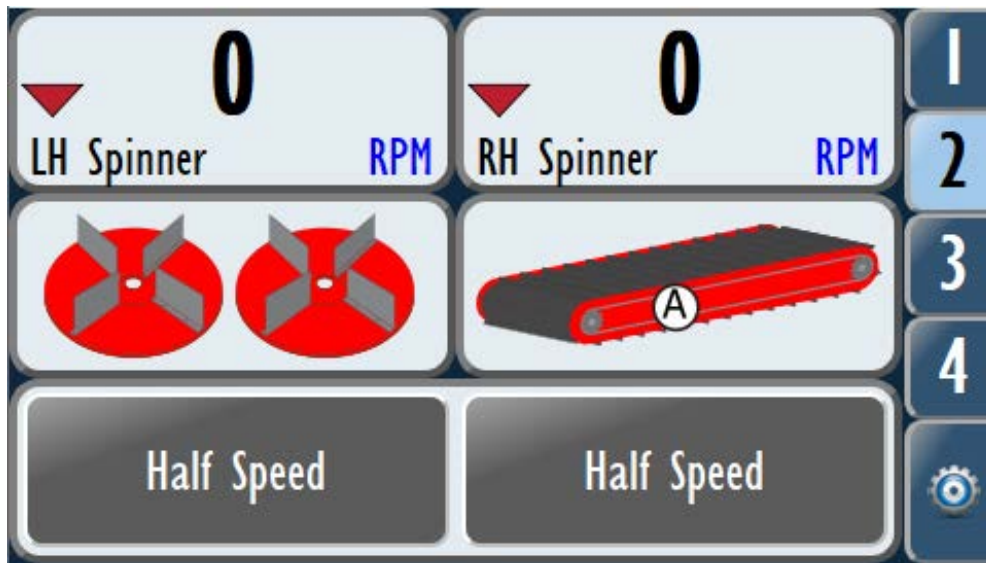 0
LH Spinner RPM
0
RH Spinner RPM
A
Half Speed
Half Speed
1
2
3
4